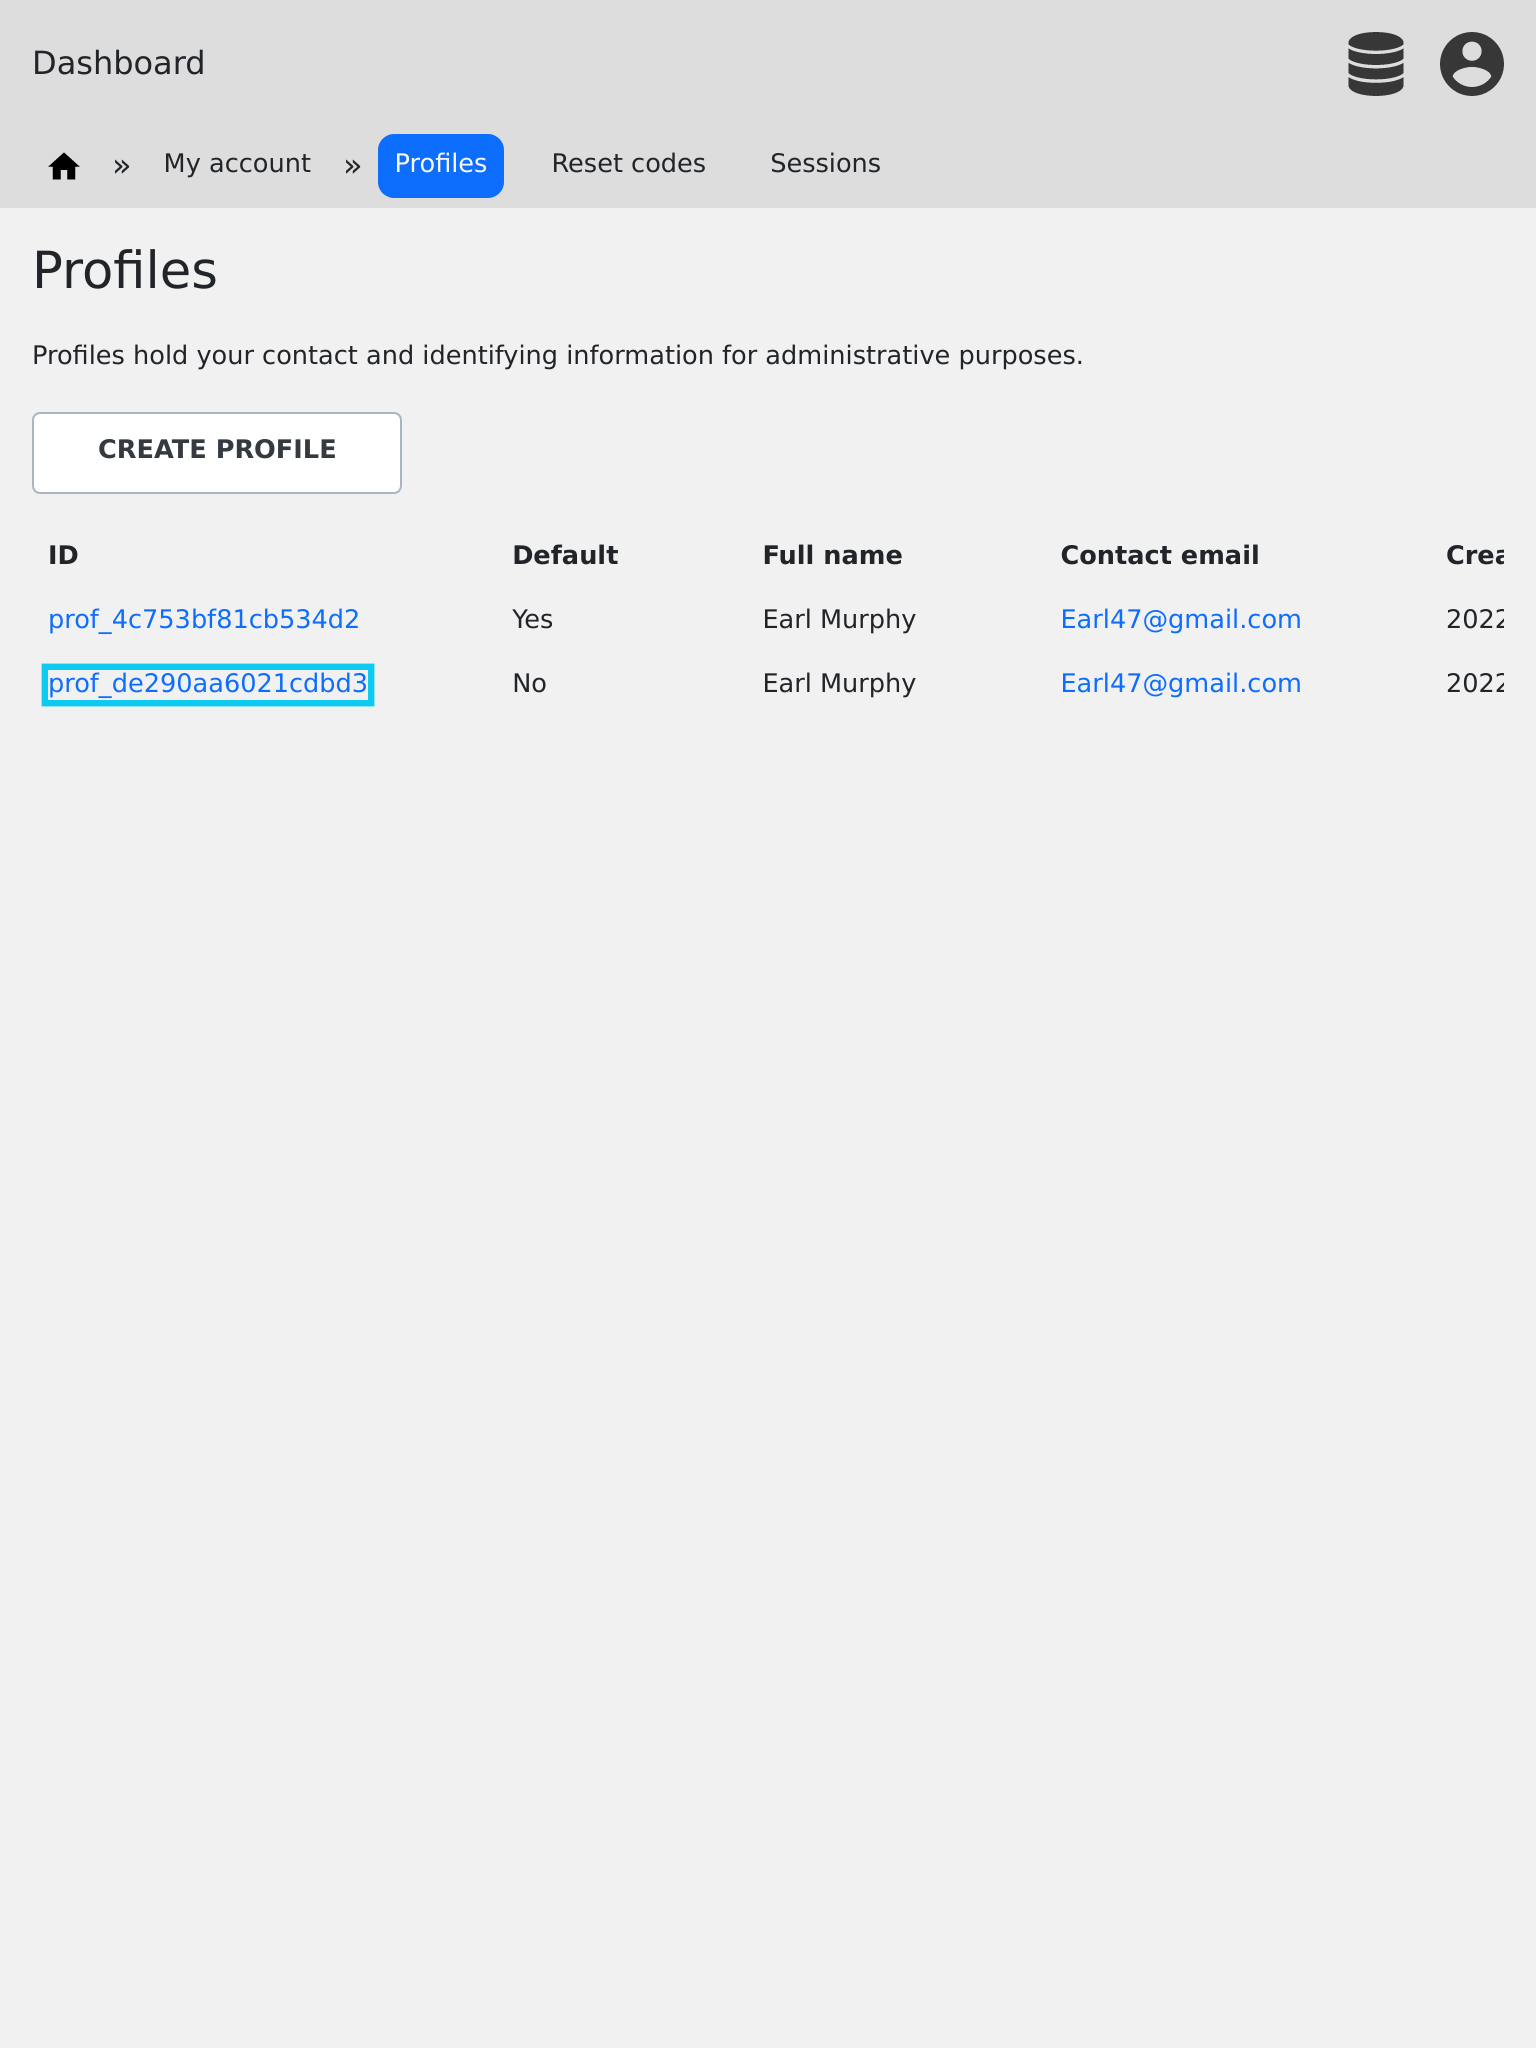 Dashboard
» My account » Profiles Reset codes Sessions
Profiles
Profiles hold your contact and identifying information for administrative purposes.
CREATE PROFILE
ID Default Full name Contact email
prof_4c753bf81cb534d2 Yes Earl Murphy Earl47@gmail.com 2022
prof_de290aa6021cdbd3 No Earl Murphy Earl47@gmail.com 2022